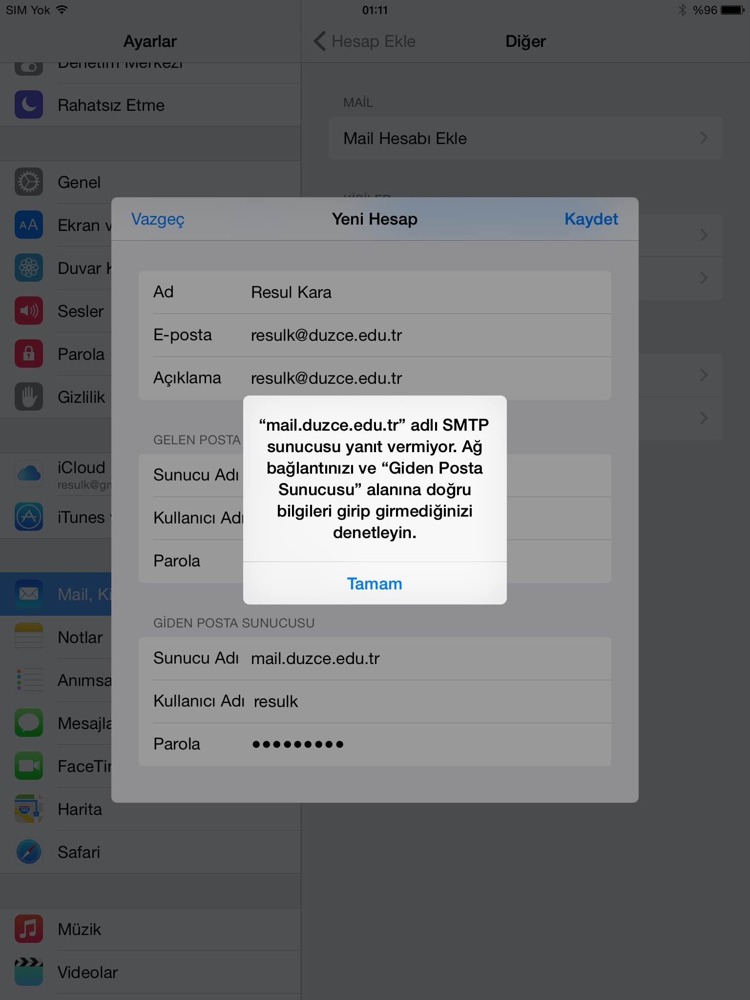 SIM Yok
01:11
%96
Ayarlar
Hesap Ekle
Diğer
Denetim Merkezi
Rahatsız Etme
MAİL
Mail Hesabı Ekle
Genel
KİŞİLER
Vazgeç
Yeni Hesap
Kaydet
AA
Ekran v
Duvar K
Ad Resul Kara
Sesler
E-posta resulk@duzce.edu.tr
Parola
Açıklama resulk@duzce.edu.tr
Gizlilik
“mail.duzce.edu.tr” adlı SMTP
sunucusu yanıt vermiyor. Ağ
bağlantınızı ve “Giden Posta
Sunucusu” alanına doğru
bilgileri girip girmediğinizi
denetleyin.
Tamam
GELEN POSTA
iCloud
resulk@gm
Sunucu Adı
iTunes v
Kullanıcı Adı
Parola
Mail, Ki
GİDEN POSTA SUNUCUSU
Notlar
Sunucu Adı mail.duzce.edu.tr
Anımsa
Kullanıcı Adı resulk
Mesajla
Parola
FaceTim
Harita
280
Safari
Müzik
Videolar